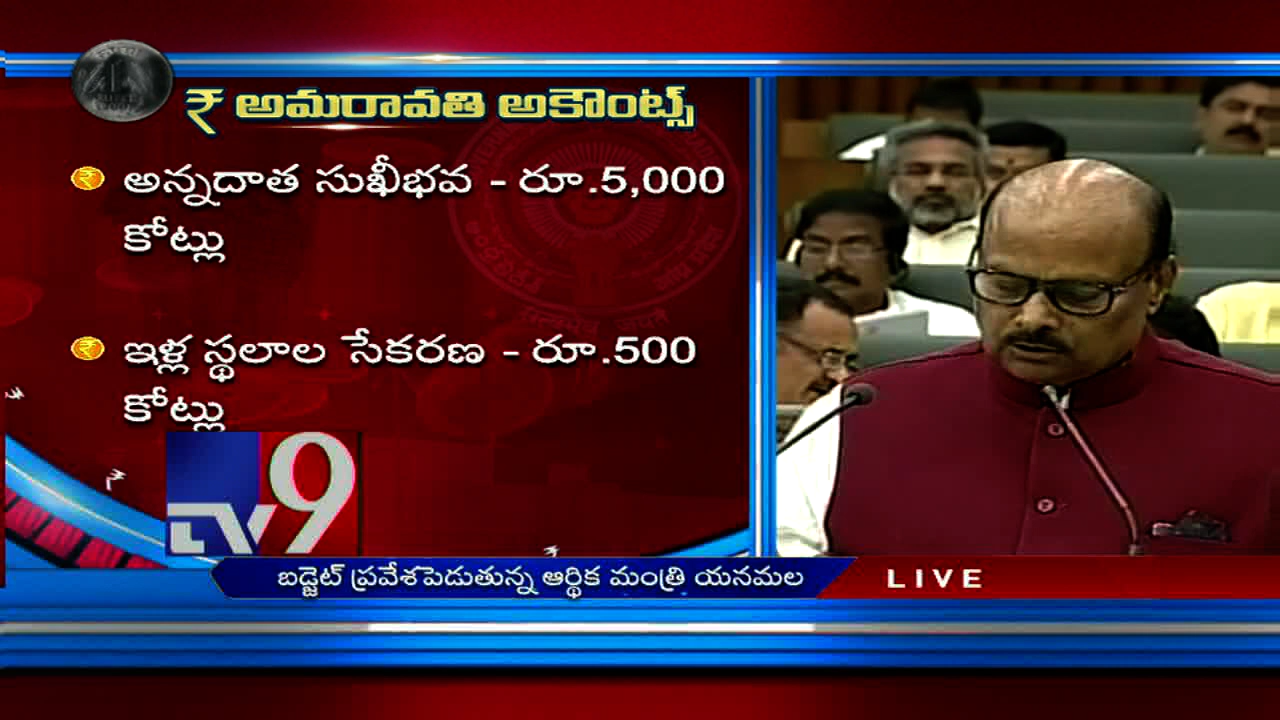 ₹ అమరావతి అకౌంట్స్
అన్నదాత సుఖీభవ - రూ.5,000
కోట్లు
ఇళ్ల స్థలాల సేకరణ - రూ.500
కోట్లు
TV9
బడ్జెట్ ప్రవేశపెడుతున్న ఆర్థిక మంత్రి యనమల
LIVE